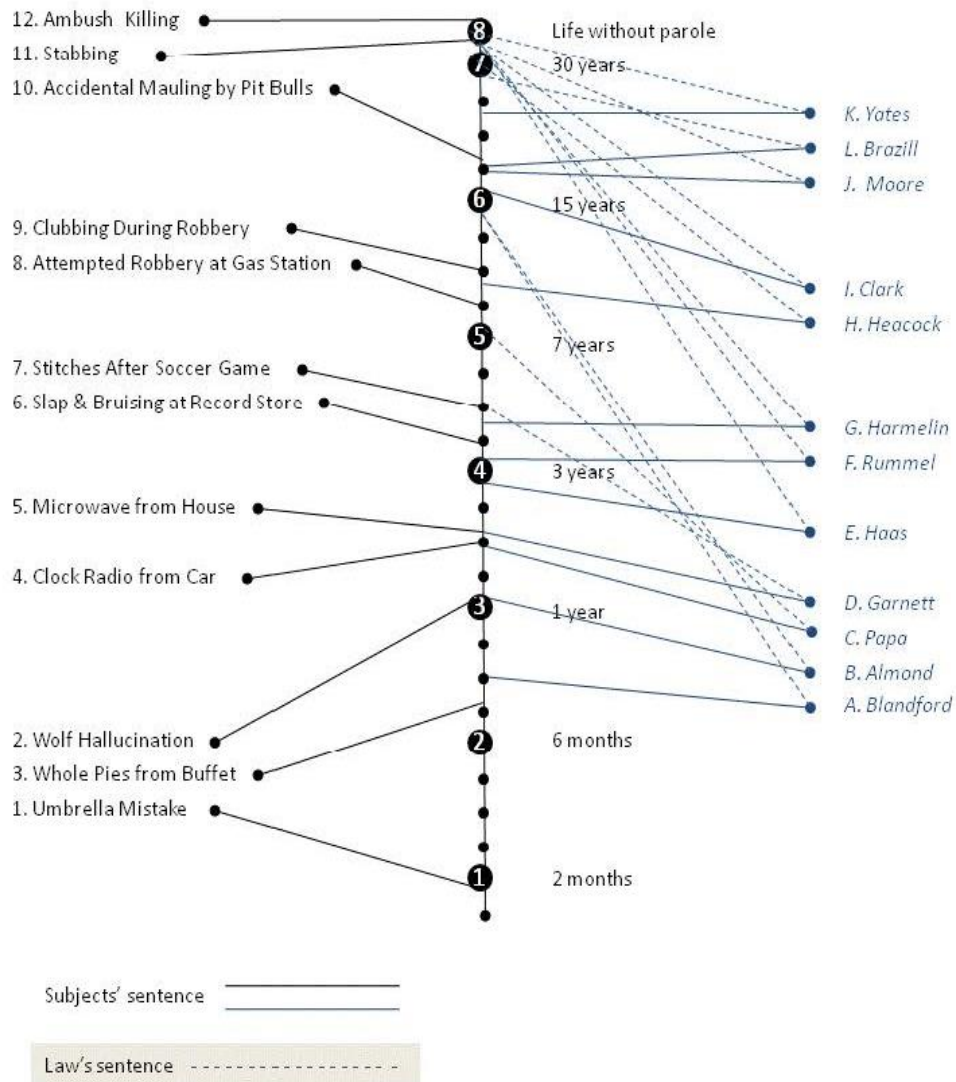 12. Ambush Killing
11. Stabbing
10. Accidental Mauling by Pit Bulls
9. Clubbing During Robbery
8. Attempted Robbery at Gas Station
7. Stitches After Soccer Game
6. Slap & Bruising at Record Store
5. Microwave from House
4. Clock Radio from Car
2. Wolf Hallucination
3. Whole Pies from Buffet
1. Umbrella Mistake
8
7
6
5
4
3
2
1
Life without parole
30 years
15 years
7 years
3 years
1 year
6 months
2 months
K. Yates
L. Brazill
J. Moore
I. Clark
H. Heacock
G. Harmelin
F. Rummel
E. Haas
D. Garnett
C. Papa
B. Almond
A. Blandford
Subjects' sentence
Law's sentence